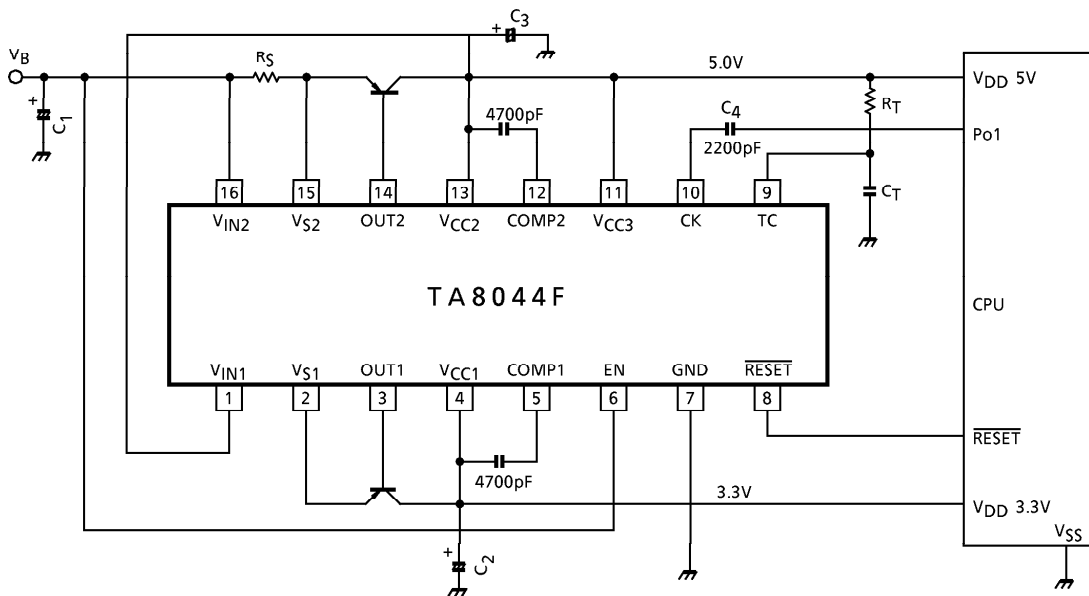 C3
+
VB
RS
5.0V
VDD 5V
+
C1
4700pF
C4
2200pF
RT
Po1
CT
16 15 14 13 12 11 10 9
VIN2 VS2 OUT2 VCC2 COMP2 VCC3 CK TC
TA8044F
CPU
VIN1 VS1 OUT1 VCC1 COMP1 EN GND RESET
1 2 3 4 5 6 7 8
RESET
4700pF
3.3V
VDD 3.3V
VSS
+
C2